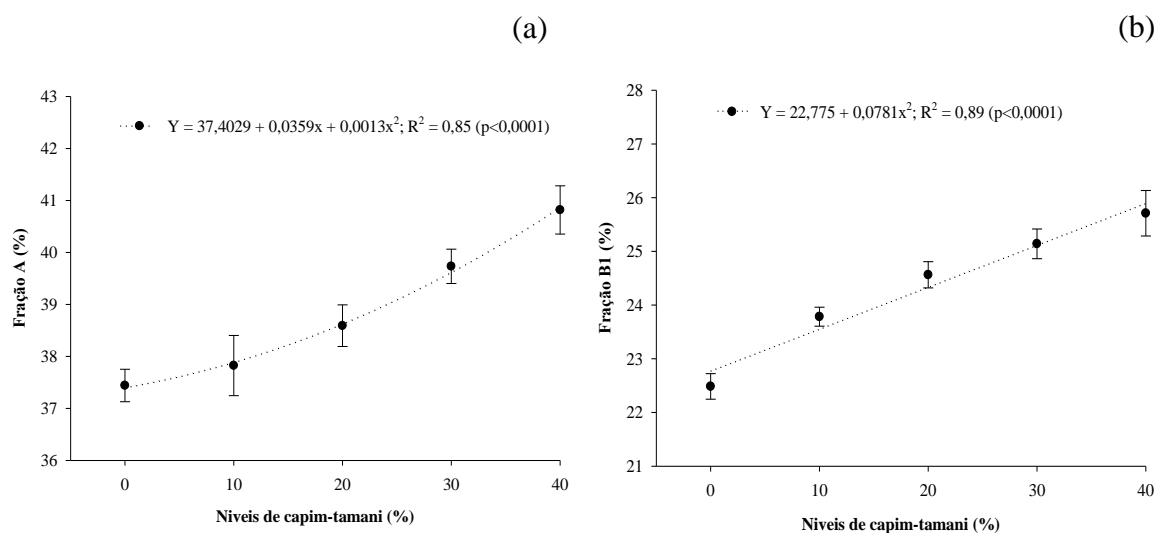 (a)
43
42
41
40
39
38
37
36
Fração A (%)
Y = 37,4029 + 0,0359x + 0,0013x²; R² = 0,85 (p<0,0001)
0 10 20 30 40
Niveis de capim-tamani (%)
(b)
28
27
26
25
24
23
22
21
Fração B1 (%)
Y = 22,775 + 0,0781x²; R² = 0,89 (p<0,0001)
0 10 20 30 40
Niveis de capim-tamani (%)